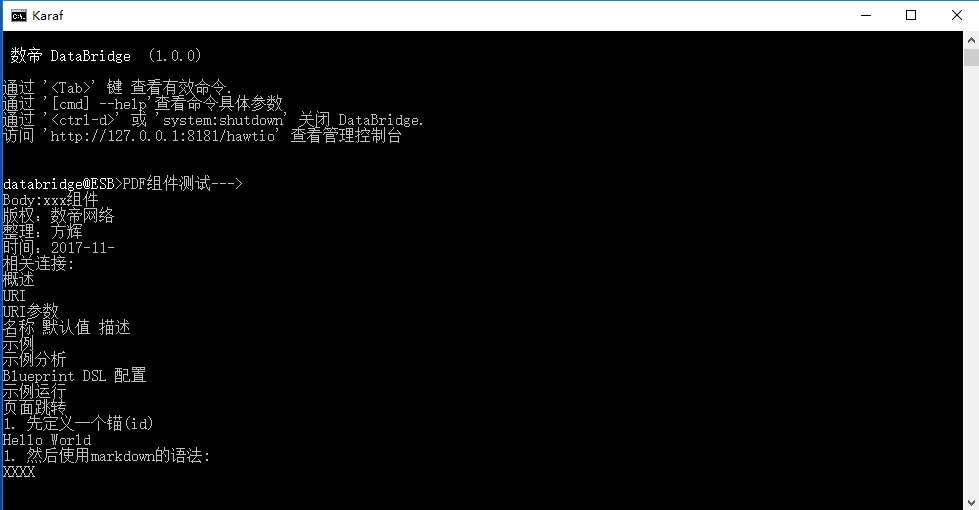 Karaf
数帝 DataBridge (1.0.0)
通过 '<Tab>' 键 查看有效命令.
通过 '[cmd] --help'查看命令具体参数
通过 '<ctrl-d>' 或 'system:shutdown' 关闭 DataBridge.
访问 'http://127.0.0.1:8181/hawtio' 查看管理控制台
databridge@ESB>PDF组件测试--->
Body:xxx组件
版权：数帝网络
整理：方辉
时间：2017-11-
相关连接:
概述
URI
URI参数
名称 默认值 描述
示例
示例分析
Blueprint DSL 配置
示例运行
页面跳转
1. 先定义一个锚(id)
Hello World
1. 然后使用markdown的语法:
XXXX